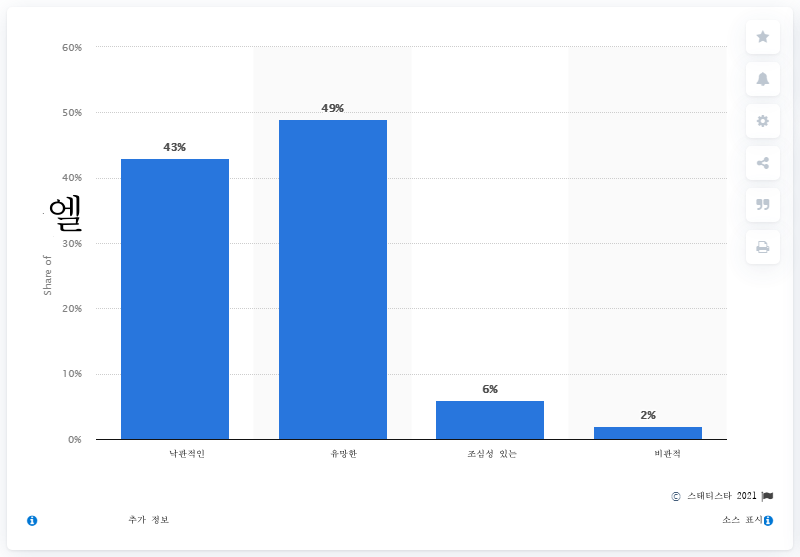 60%
50%
40%
30%
20%
10%
0%
엘
Share of
43%
49%
6%
2%
낙관적인
유망한
조심성 있는
비관적
© 스태티스타 2021
추가 정보
소스 표시